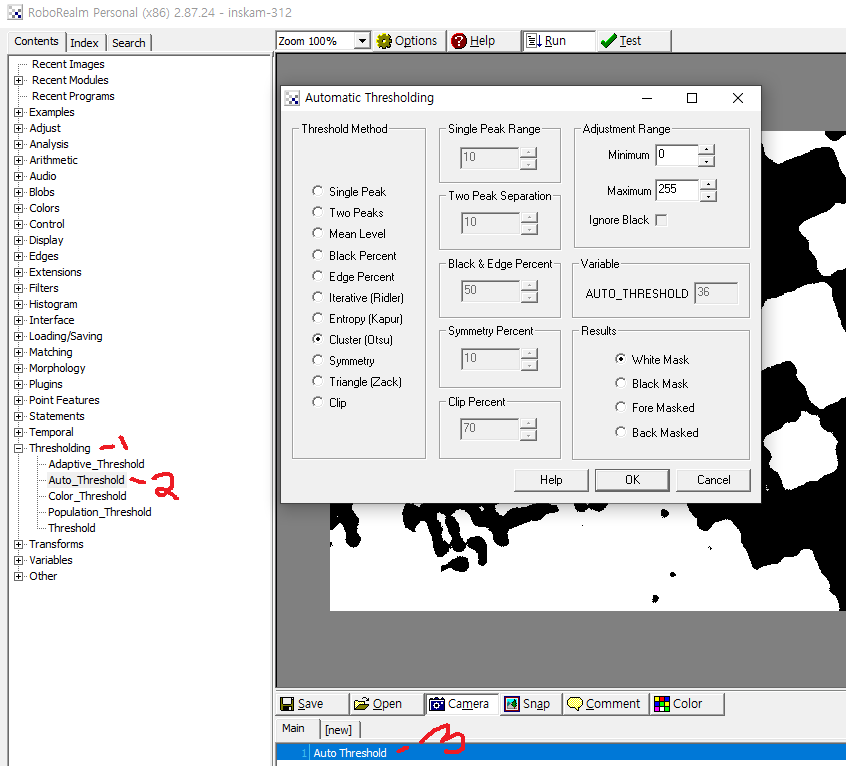 RoboRealm Personal (x86) 2.87.24 - inskam-312
Contents Index Search
Zoom 100% Options Help Run Test
Recent Images
Recent Modules
Recent Programs
Examples
Adjust
Analysis
Arithmetic
Audio
Blobs
Colors
Control
Display
Edges
Extensions
Filters
Histogram
Interface
Loading/Saving
Matching
Morphology
Plugins
Point Features
Statements
Temporal
Thresholding 1
Adaptive_Threshold
Auto_Threshold 2
Color_Threshold
Population_Threshold
Threshold
Transforms
Variables
Other
Automatic Thresholding
Threshold Method
Single Peak
Two Peaks
Mean Level
Black Percent
Edge Percent
Iterative (Ridler)
Entropy (Kapur)
Cluster (Otsu)
Symmetry
Triangle (Zack)
Clip
Single Peak Range
10
Two Peak Separation
10
Black & Edge Percent
50
Symmetry Percent
10
Clip Percent
70
Adjustment Range
Minimum 0
Maximum 255
Ignore Black
Variable
AUTO_THRESHOLD 36
Results
White Mask
Black Mask
Fore Masked
Back Masked
Help OK Cancel
Save Open Camera Snap Comment Color
Main [new]
1 Auto Threshold 3